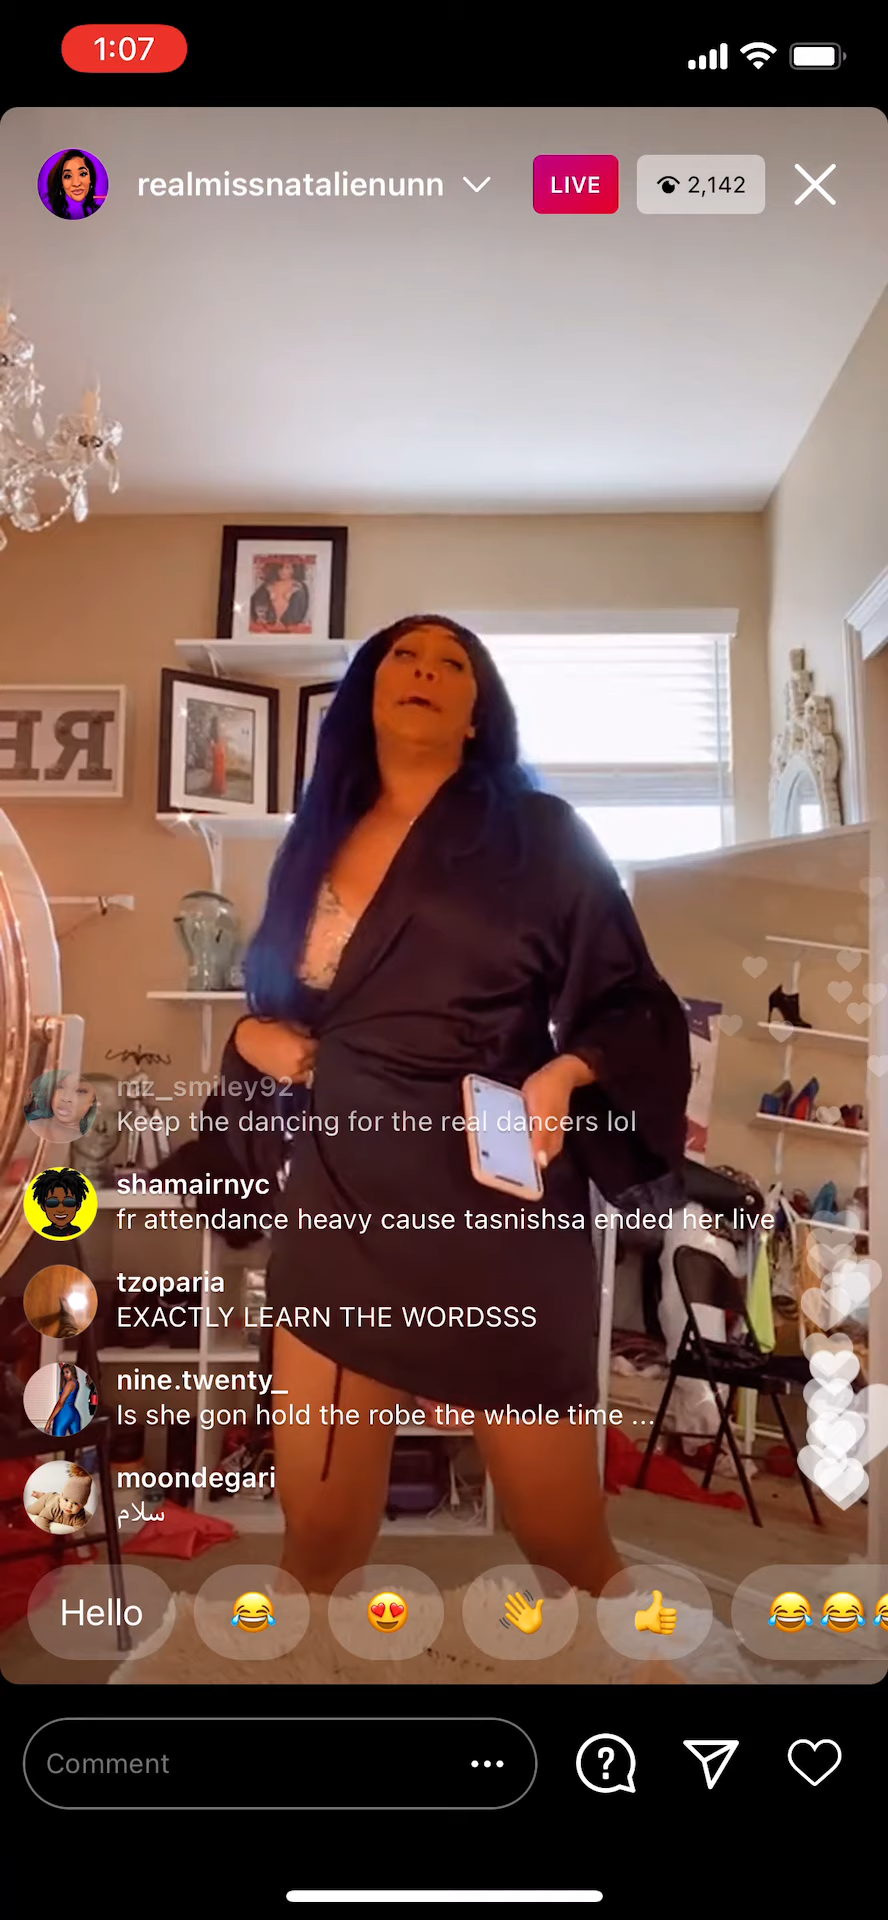 1:07
realmissnatalienunn
LIVE
2,142
mz_smiley92
Keep the dancing for the real dancers lol
shamairnyc
fr attendance heavy cause tasnishsa ended her live
tzoparia
EXACTLY LEARN THE WORDSSS
nine.twenty_
Is she gon hold the robe the whole time ...
moondegari
سلام
Hello
Comment